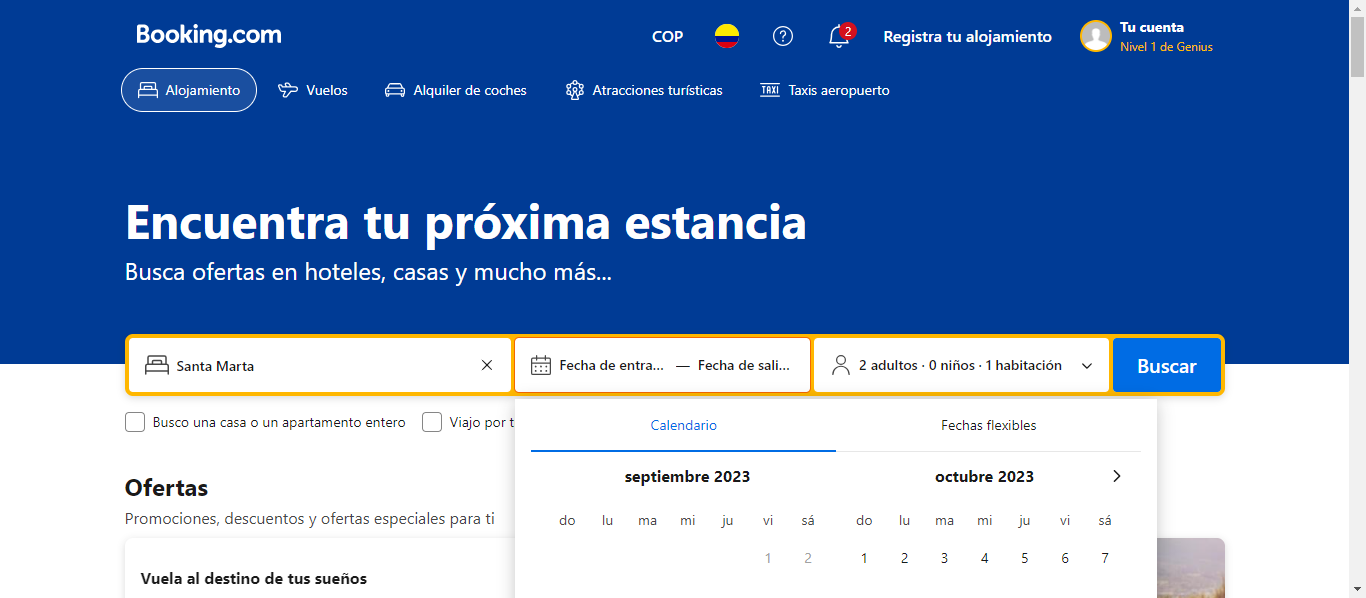 Booking.com
COP
2
Registra tu alojamiento
Tu cuenta
Nivel 1 de Genius
Alojamiento
Vuelos
Alquiler de coches
Atracciones turísticas
TAXI Taxis aeropuerto
Encuentra tu próxima estancia
Busca ofertas en hoteles, casas y mucho más...
Santa Marta
Fecha de entra... — Fecha de sali...
2 adultos · 0 niños · 1 habitación
Buscar
Busco una casa o un apartamento entero
Viajo por t
Calendario
Fechas flexibles
septiembre 2023
octubre 2023
do lu ma mi ju vi sá
do lu ma mi ju vi sá
1 2
1 2 3 4 5 6 7
Ofertas
Promociones, descuentos y ofertas especiales para ti
Vuela al destino de tus sueños